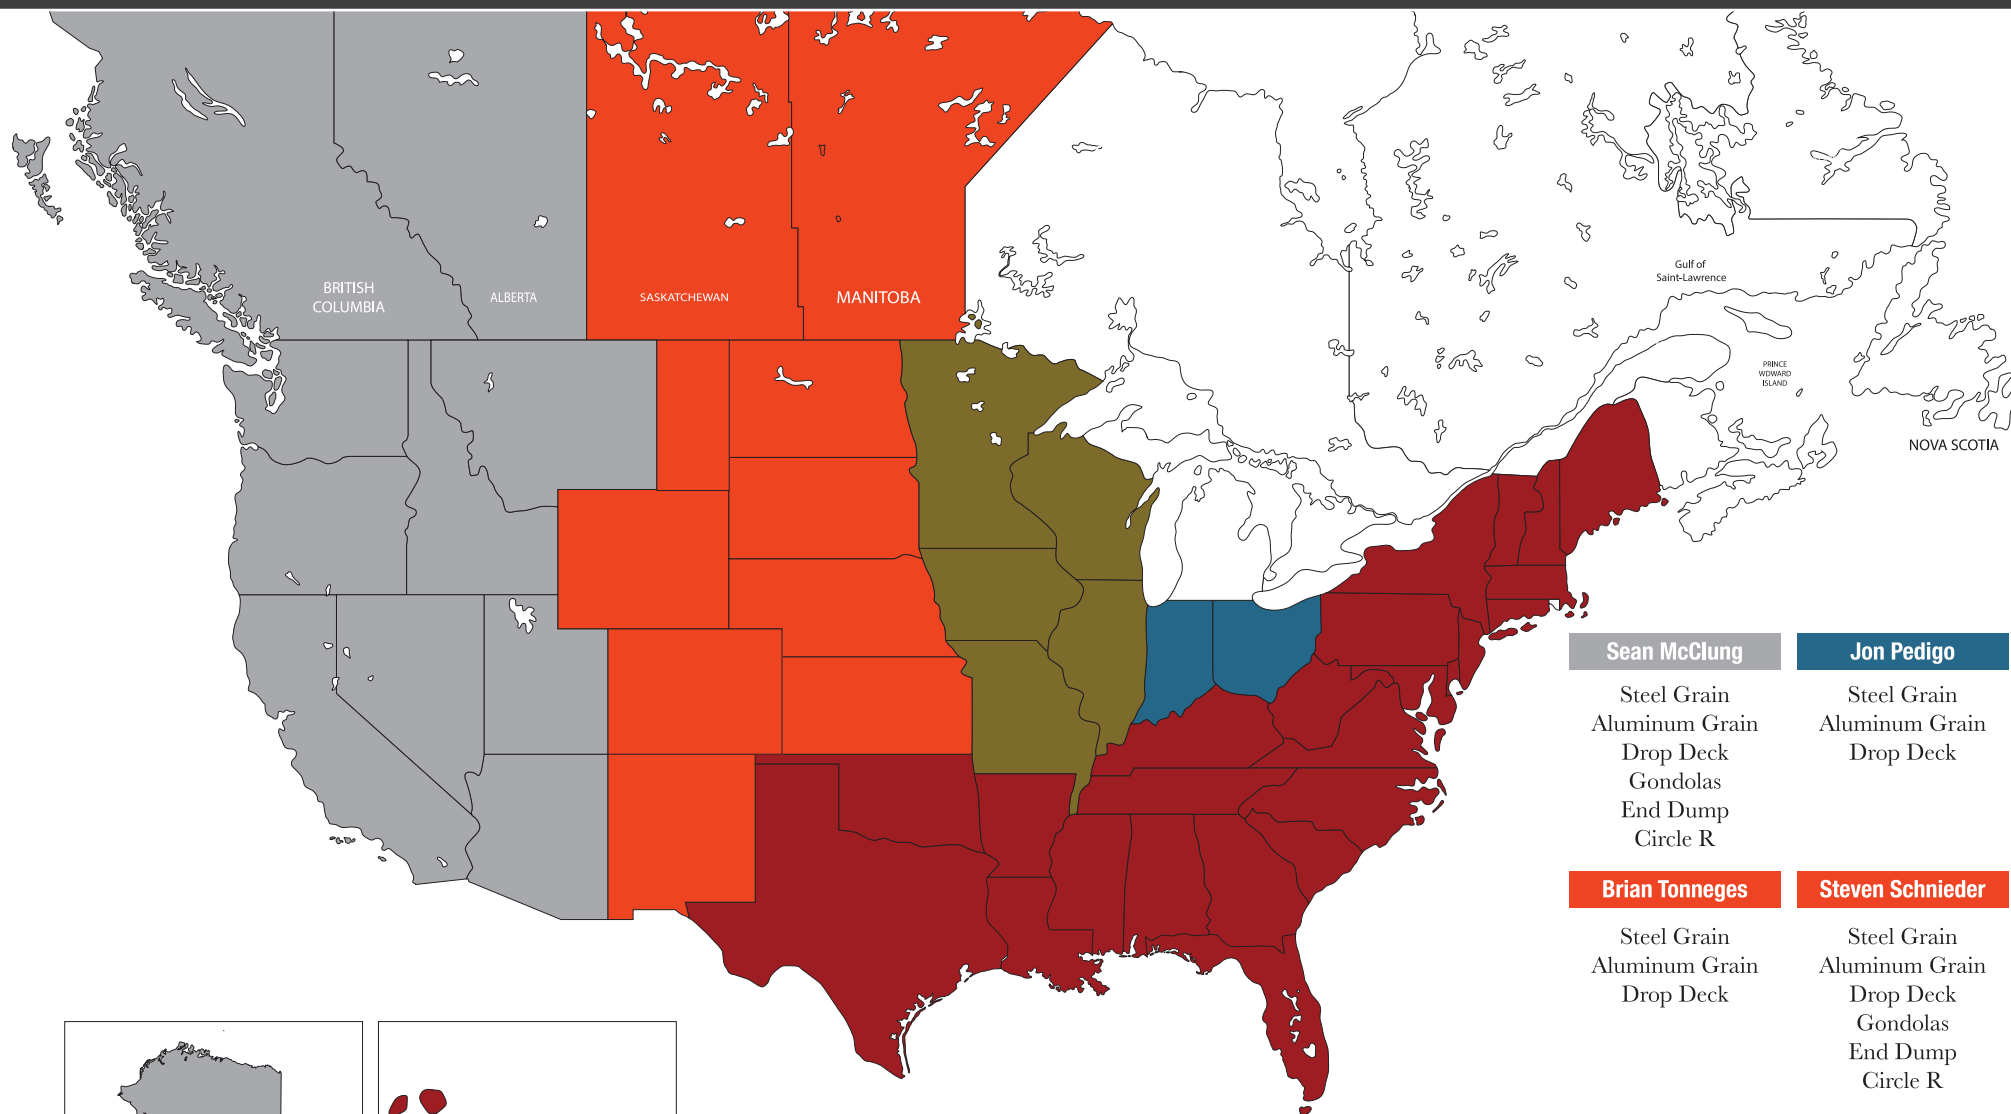 BRITISH
COLUMBIA
ALBERTA
SASKATCHEWAN
MANITOBA
Gulf of
Saint-Lawrence
PRINCE
WDWARD
ISLAND
NOVA SCOTIA
Sean McClung
Steel Grain
Aluminum Grain
Drop Deck
Gondolas
End Dump
Circle R
Jon Pedigo
Steel Grain
Aluminum Grain
Drop Deck
Brian Tonneges
Steel Grain
Aluminum Grain
Drop Deck
Steven Schnieder
Steel Grain
Aluminum Grain
Drop Deck
Gondolas
End Dump
Circle R